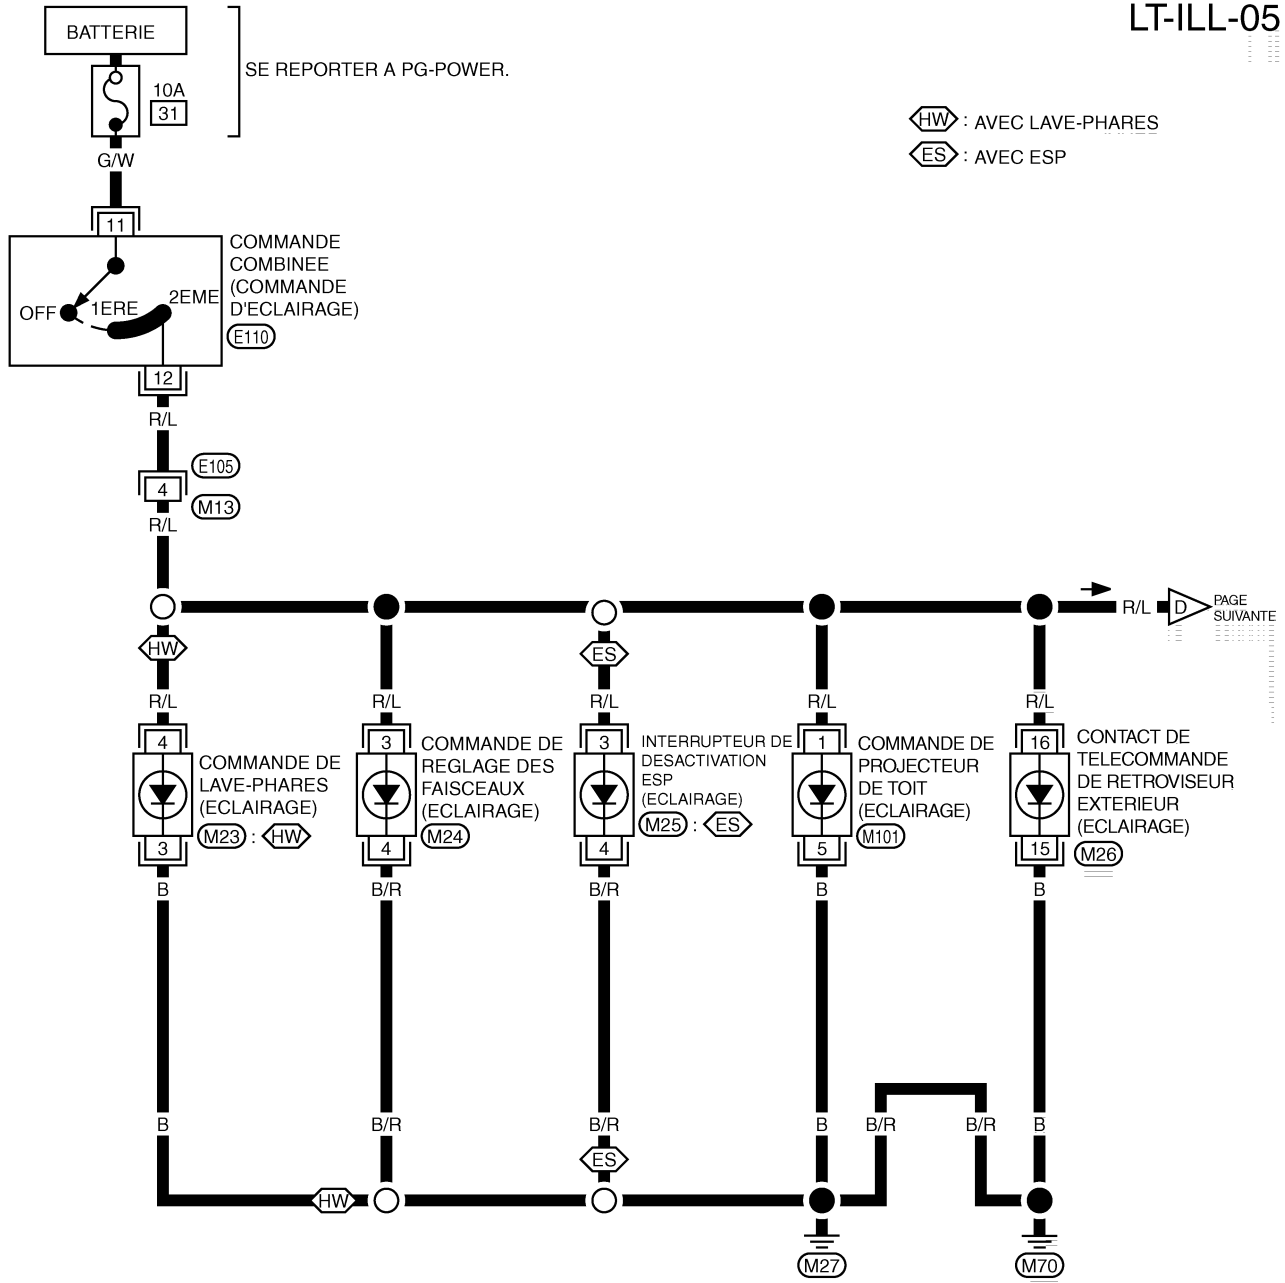 LT-ILL-05
BATTERIE
SE REPORTER A PG-POWER.
10A
31
G/W
HW : AVEC LAVE-PHARES
ES : AVEC ESP
11
COMMANDE
COMBINEE
(COMMANDE
D'ECLAIRAGE)
E110
OFF
1ERE
2EME
12
R/L
E105
4
M13
R/L
R/L
D
PAGE
SUIVANTE
HW
ES
R/L
R/L
R/L
R/L
R/L
4
COMMANDE DE
LAVE-PHARES
(ECLAIRAGE)
M23 : HW
3
3
COMMANDE DE
REGLAGE DES
FAISCEAUX
(ECLAIRAGE)
M24
4
3
INTERRUPTEUR DE
DESACTIVATION
ESP
(ECLAIRAGE)
M25 : ES
4
1
COMMANDE DE
PROJECTEUR
DE TOIT
(ECLAIRAGE)
M101
5
16
CONTACT DE
TELECOMMANDE
DE RETROVISEUR
EXTERIEUR
(ECLAIRAGE)
M26
15
B
B/R
B/R
B
B
B
B/R
B/R
B
B/R
B/R
B
ES
HW
M27
M70